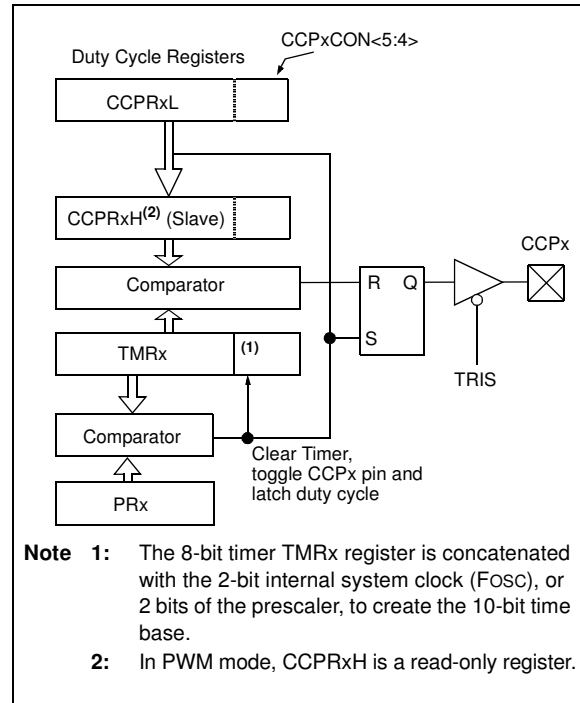 CCPxCON<5:4>
Duty Cycle Registers
CCPRxL
CCPRxH(2) (Slave)
CCPx
Comparator
R Q
TMRx (1)
S
TRIS
Comparator
Clear Timer,
toggle CCPx pin and
latch duty cycle
PRx
Note 1: The 8-bit timer TMRx register is concatenated
with the 2-bit internal system clock (FOSC), or
2 bits of the prescaler, to create the 10-bit time
base.
2: In PWM mode, CCPRxH is a read-only register.